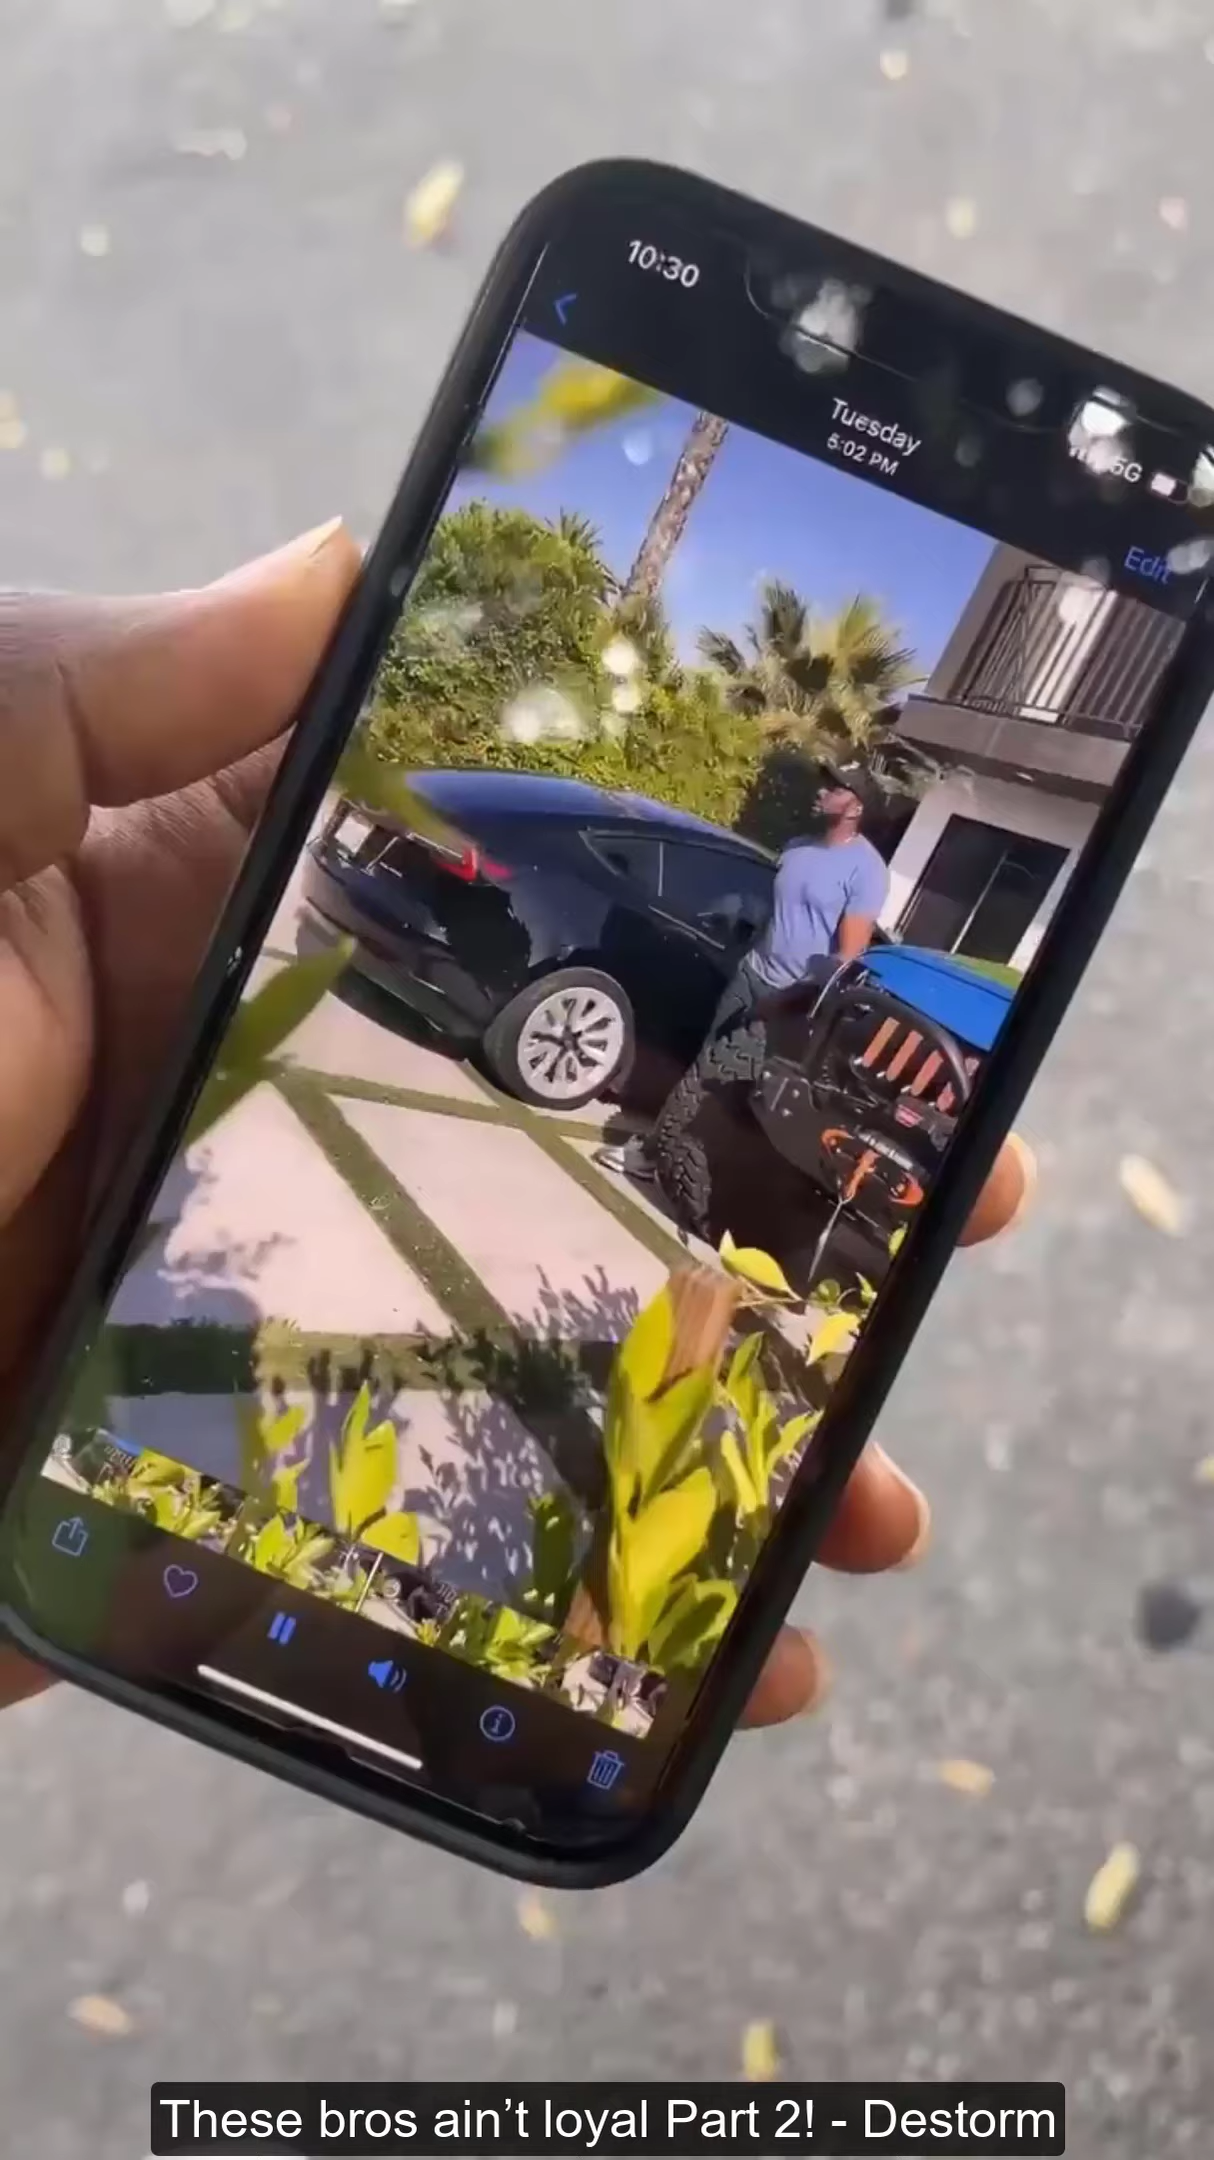 10:30
Tuesday
5:02 PM
5G
Edit
These bros ain’t loyal Part 2! - Destorm